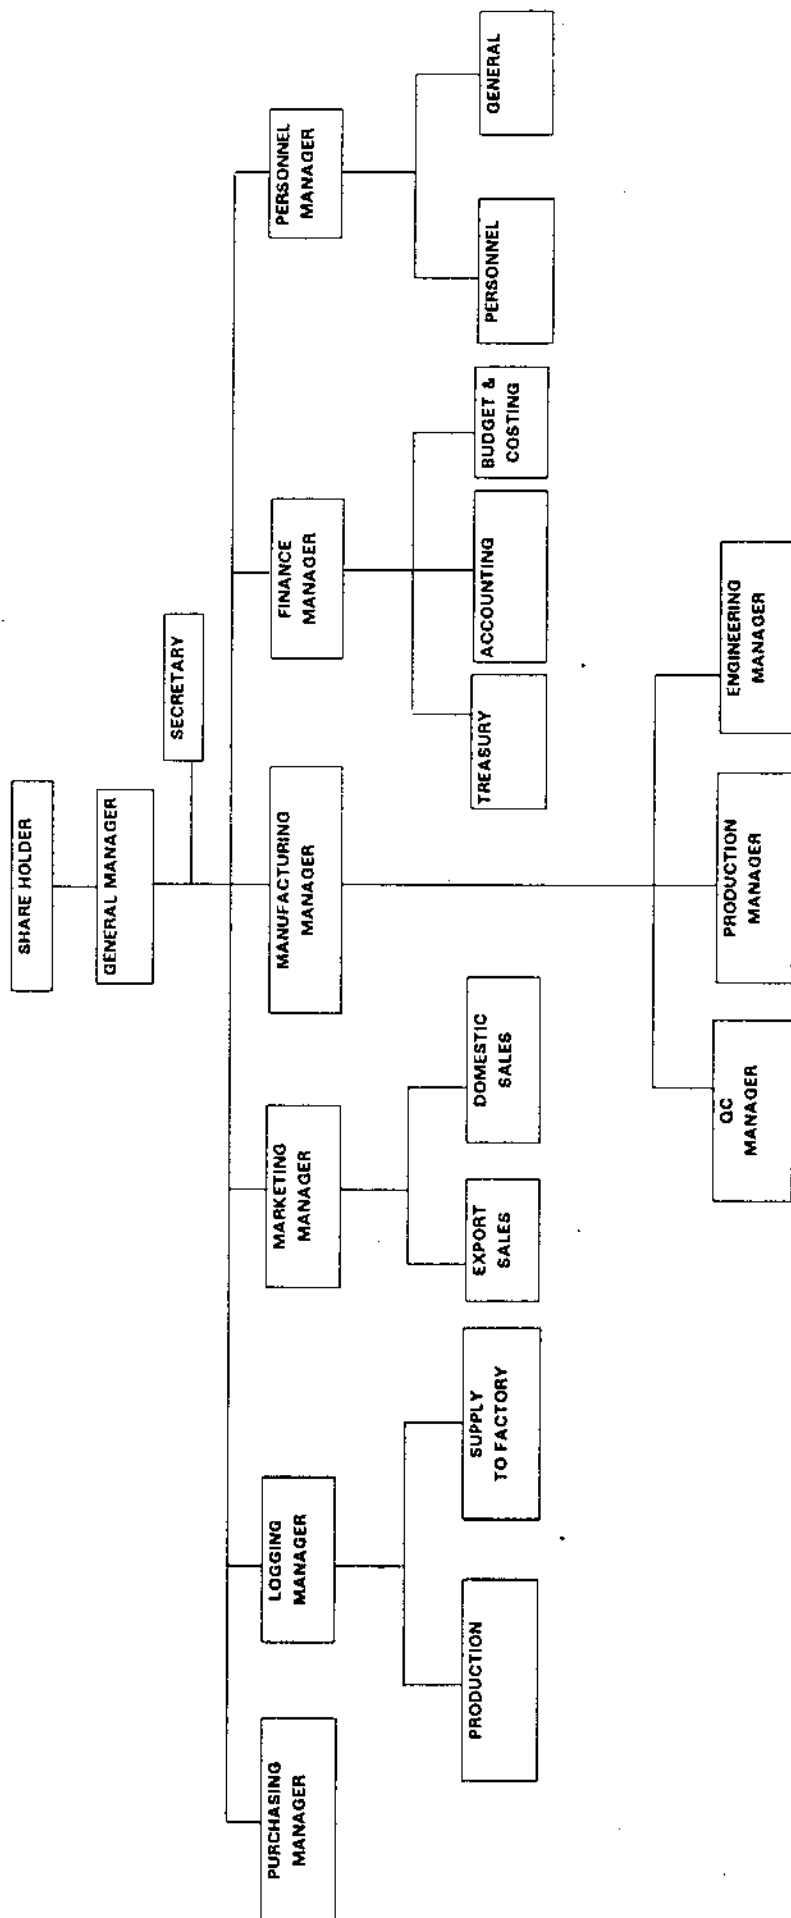 SHARE HOLDER
GENERAL MANAGER
SECRETARY
PURCHASING
MANAGER
LOGGING
MANAGER
MARKETING
MANAGER
MANUFACTURING
MANAGER
FINANCE
MANAGER
PERSONNEL
MANAGER
PRODUCTION
SUPPLY
TO FACTORY
EXPORT
SALES
DOMESTIC
SALES
TREASURY
ACCOUNTING
BUDGET &
COSTING
PERSONNEL
GENERAL
QC
MANAGER
PRODUCTION
MANAGER
ENGINEERING
MANAGER